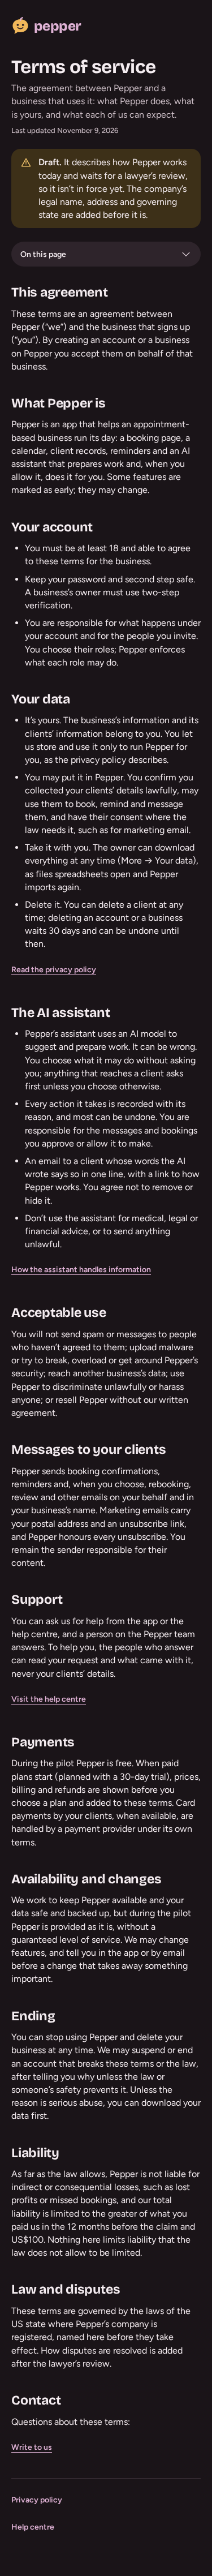 pepper
Terms of service
The agreement between Pepper and a
business that uses it: what Pepper does, what
is yours, and what each of us can expect.
Last updated November 9, 2026
Draft. It describes how Pepper works
today and waits for a lawyer’s review,
so it isn’t in force yet. The company’s
legal name, address and governing
state are added before it is.
On this page
This agreement
These terms are an agreement between
Pepper (“we”) and the business that signs up
(“you”). By creating an account or a business
on Pepper you accept them on behalf of that
business.
What Pepper is
Pepper is an app that helps an appointment-
based business run its day: a booking page, a
calendar, client records, reminders and an AI
assistant that prepares work and, when you
allow it, does it for you. Some features are
marked as early; they may change.
Your account
• You must be at least 18 and able to agree
to these terms for the business.
• Keep your password and second step safe.
A business’s owner must use two-step
verification.
• You are responsible for what happens under
your account and for the people you invite.
You choose their roles; Pepper enforces
what each role may do.
Your data
• It’s yours. The business’s information and its
clients’ information belong to you. You let
us store and use it only to run Pepper for
you, as the privacy policy describes.
• You may put it in Pepper. You confirm you
collected your clients’ details lawfully, may
use them to book, remind and message
them, and have their consent where the
law needs it, such as for marketing email.
• Take it with you. The owner can download
everything at any time (More → Your data),
as files spreadsheets open and Pepper
imports again.
• Delete it. You can delete a client at any
time; deleting an account or a business
waits 30 days and can be undone until
then.
Read the privacy policy
The AI assistant
• Pepper’s assistant uses an AI model to
suggest and prepare work. It can be wrong.
You choose what it may do without asking
you; anything that reaches a client asks
first unless you choose otherwise.
• Every action it takes is recorded with its
reason, and most can be undone. You are
responsible for the messages and bookings
you approve or allow it to make.
• An email to a client whose words the AI
wrote says so in one line, with a link to how
Pepper works. You agree not to remove or
hide it.
• Don’t use the assistant for medical, legal or
financial advice, or to send anything
unlawful.
How the assistant handles information
Acceptable use
You will not send spam or messages to people
who haven’t agreed to them; upload malware
or try to break, overload or get around Pepper’s
security; reach another business’s data; use
Pepper to discriminate unlawfully or harass
anyone; or resell Pepper without our written
agreement.
Messages to your clients
Pepper sends booking confirmations,
reminders and, when you choose, rebooking,
review and other emails on your behalf and in
your business’s name. Marketing emails carry
your postal address and an unsubscribe link,
and Pepper honours every unsubscribe. You
remain the sender responsible for their
content.
Support
You can ask us for help from the app or the
help centre, and a person on the Pepper team
answers. To help you, the people who answer
can read your request and what came with it,
never your clients’ details.
Visit the help centre
Payments
During the pilot Pepper is free. When paid
plans start (planned with a 30-day trial), prices,
billing and refunds are shown before you
choose a plan and added to these terms. Card
payments by your clients, when available, are
handled by a payment provider under its own
terms.
Availability and changes
We work to keep Pepper available and your
data safe and backed up, but during the pilot
Pepper is provided as it is, without a
guaranteed level of service. We may change
features, and tell you in the app or by email
before a change that takes away something
important.
Ending
You can stop using Pepper and delete your
business at any time. We may suspend or end
an account that breaks these terms or the law,
after telling you why unless the law or
someone’s safety prevents it. Unless the
reason is serious abuse, you can download your
data first.
Liability
As far as the law allows, Pepper is not liable for
indirect or consequential losses, such as lost
profits or missed bookings, and our total
liability is limited to the greater of what you
paid us in the 12 months before the claim and
US$100. Nothing here limits liability that the
law does not allow to be limited.
Law and disputes
These terms are governed by the laws of the
US state where Pepper’s company is
registered, named here before they take
effect. How disputes are resolved is added
after the lawyer’s review.
Contact
Questions about these terms:
Write to us
Privacy policy
Help centre